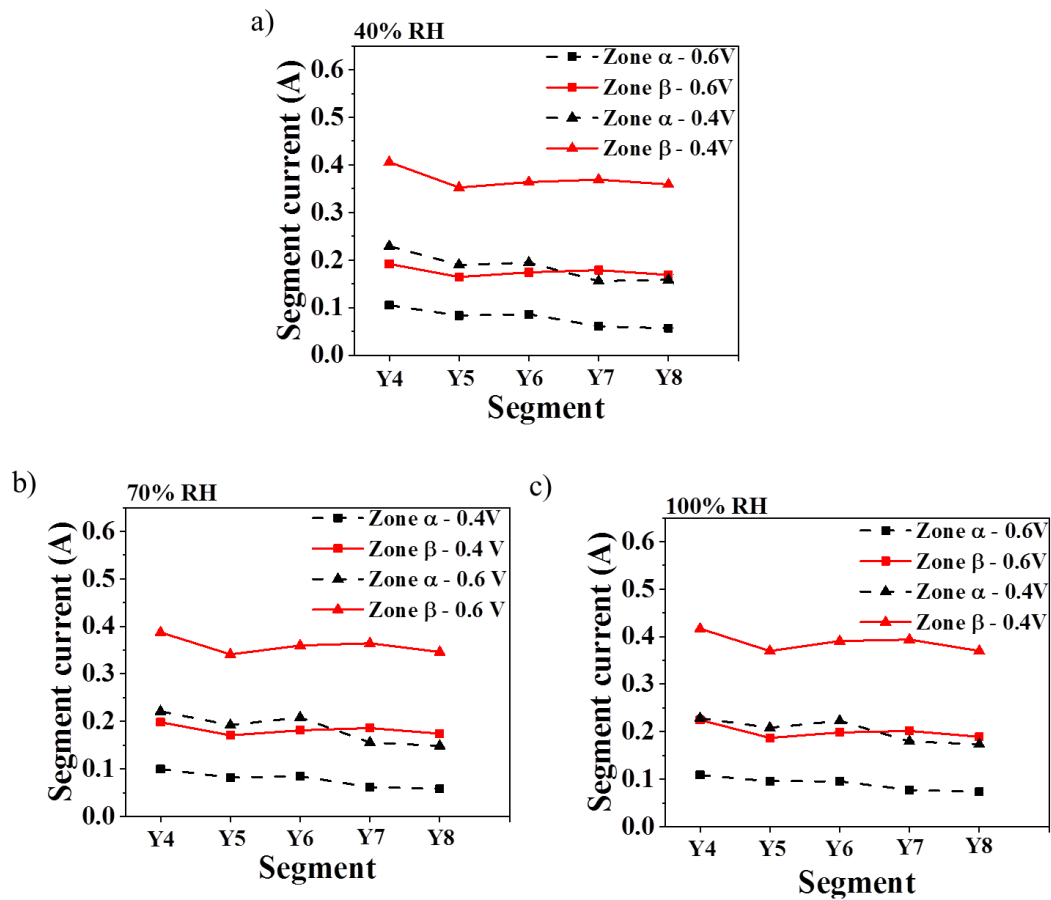 a)
40% RH
Zone α - 0.6V
Zone β - 0.6V
Zone α - 0.4V
Zone β - 0.4V
Segment current (A)
0.6
0.5
0.4
0.3
0.2
0.1
0.0
Y4 Y5 Y6 Y7 Y8
Segment
b)
70% RH
Zone α - 0.4V
Zone β - 0.4 V
Zone α - 0.6 V
Zone β - 0.6 V
Segment current (A)
0.6
0.5
0.4
0.3
0.2
0.1
0.0
Y4 Y5 Y6 Y7 Y8
Segment
c)
100% RH
Zone α - 0.6V
Zone β - 0.6V
Zone α - 0.4V
Zone β - 0.4V
Segment current (A)
0.6
0.5
0.4
0.3
0.2
0.1
0.0
Y4 Y5 Y6 Y7 Y8
Segment